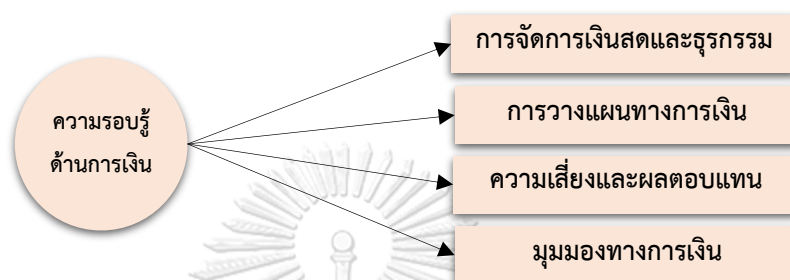 ความรอบรู้
ด้านการเงิน
การจัดการเงินสดและธุรกรรม
การวางแผนทางการเงิน
ความเสี่ยงและผลตอบแทน
มุมมองทางการเงิน